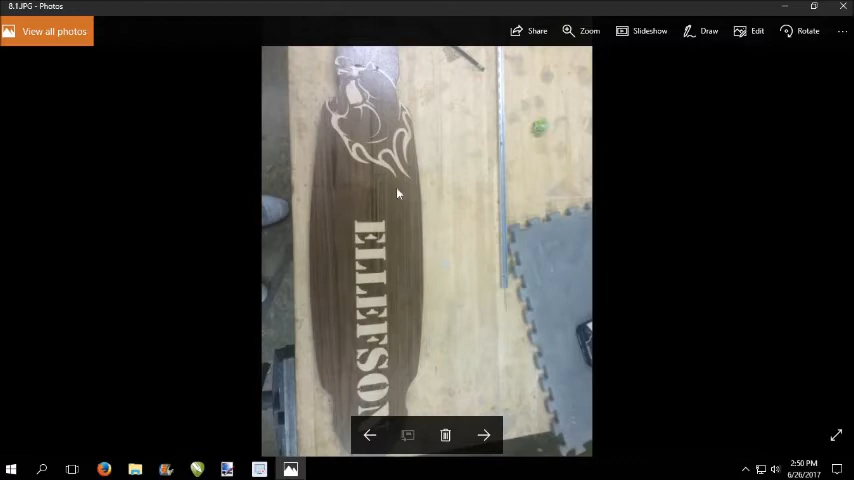 8.1.JPG - Photos
View all photos
Share
Zoom
Slideshow
Draw
Edit
Rotate
ELLEFSON
2:50 PM
6/26/2017